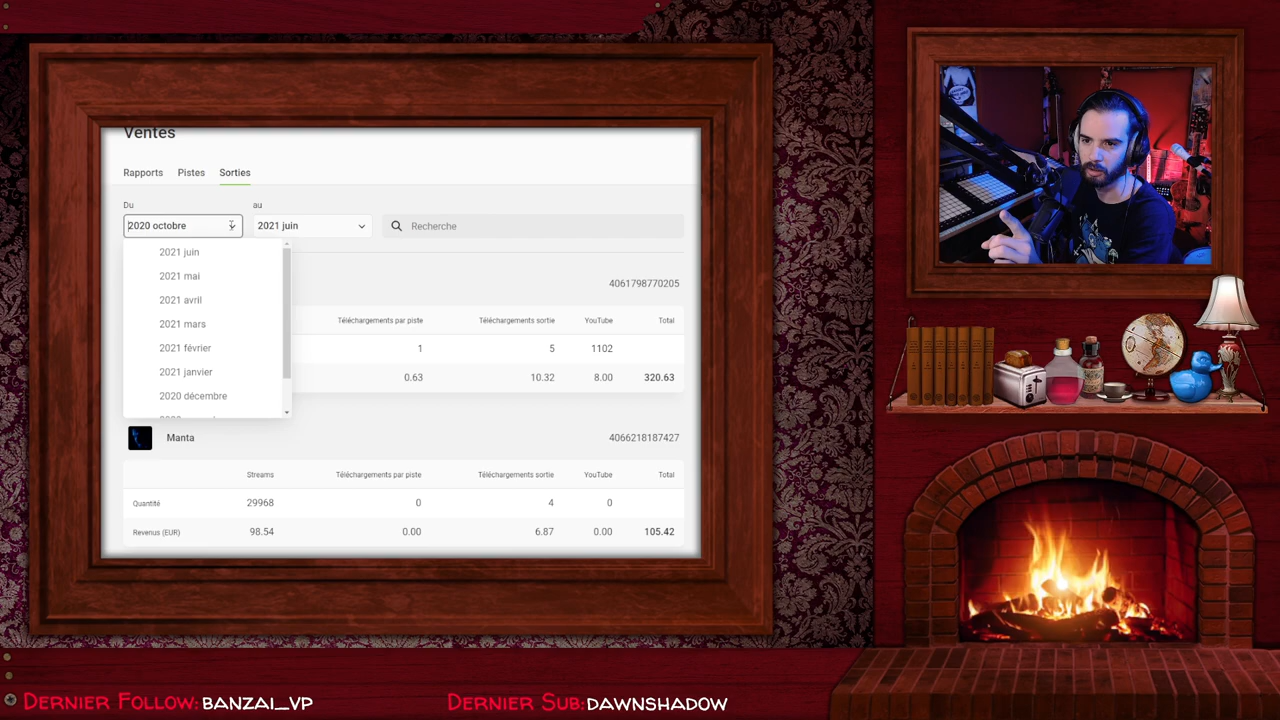 Ventes
Rapports Pistes Sorties
Du au
2020 octobre 2021 juin Recherche
2021 juin
2021 mai
2021 avril
2021 mars
2021 février
2021 janvier
2020 décembre
4061798770205
Téléchargements par piste Téléchargements sortie YouTube Total
1 5 1102
0.63 10.32 8.00 320.63
Manta 4066218187427
Streams Téléchargements par piste Téléchargements sortie YouTube Total
Quantité 29968 0 4 0
Revenus (EUR) 98.54 0.00 6.87 0.00 105.42
Dernier Follow: BANZAI_VP Dernier Sub: DAWNSHADOW